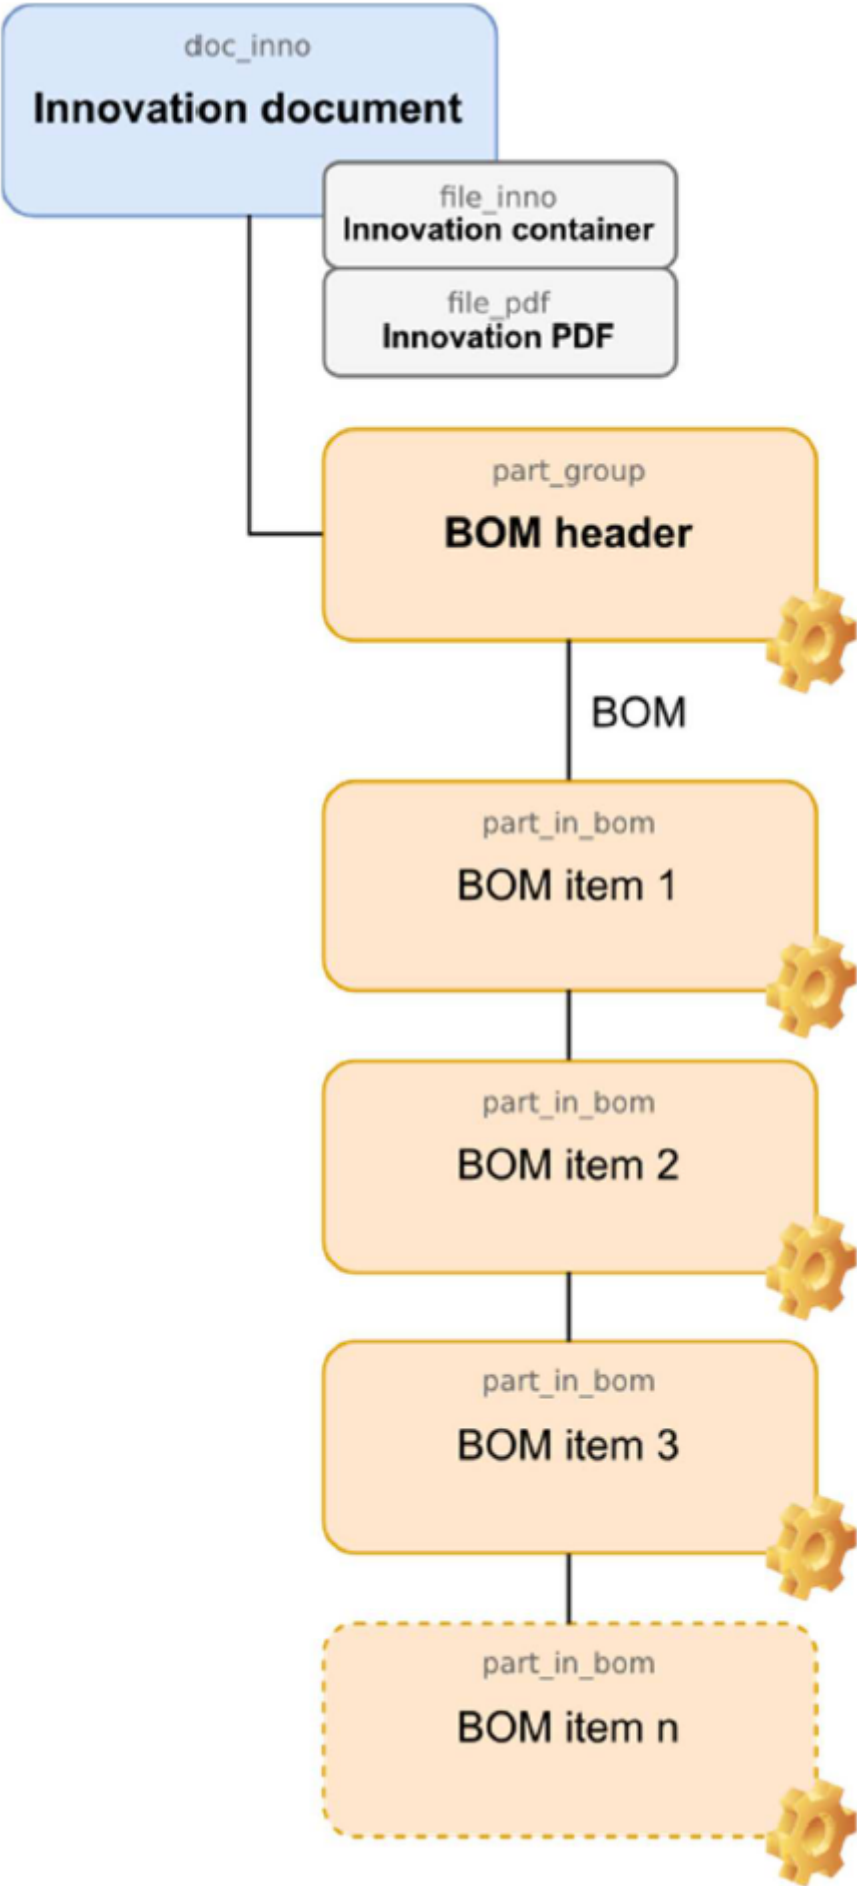 doc_inno
Innovation document
file_inno
Innovation container
file_pdf
Innovation PDF
part_group
BOM header
BOM
part_in_bom
BOM item 1
part_in_bom
BOM item 2
part_in_bom
BOM item 3
part_in_bom
BOM item n